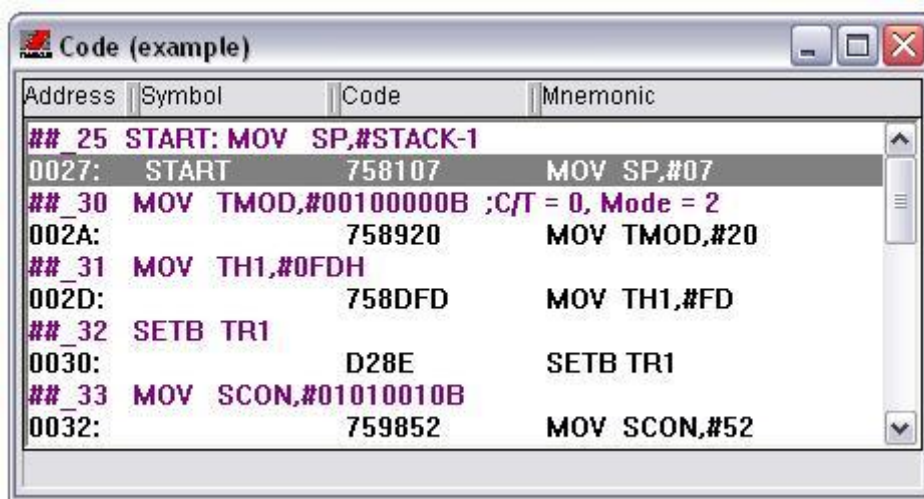 Code (example)
Address Symbol Code Mnemonic
##_25 START: MOV SP,#STACK-1
0027: START 758107 MOV SP,#07
##_30 MOV TMOD,#00100000B ;C/T = 0, Mode = 2
002A: 758920 MOV TMOD,#20
##_31 MOV TH1,#0FDH
002D: 758DFD MOV TH1,#FD
##_32 SETB TR1
0030: D28E SETB TR1
##_33 MOV SCON,#01010010B
0032: 759852 MOV SCON,#52